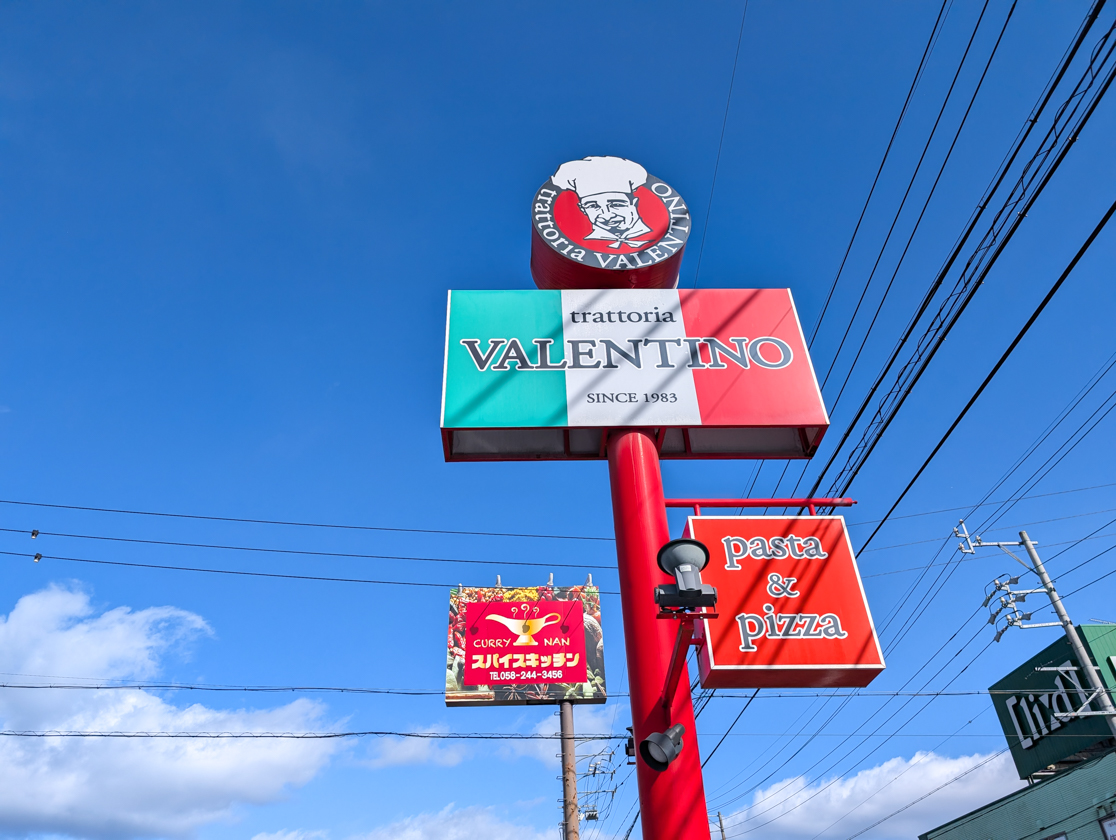 trattoria VALENTINO
trattoria
VALENTINO
SINCE 1983
pasta
&
pizza
CURRY NAN
スパイスキッチン
TEL058-244-3456